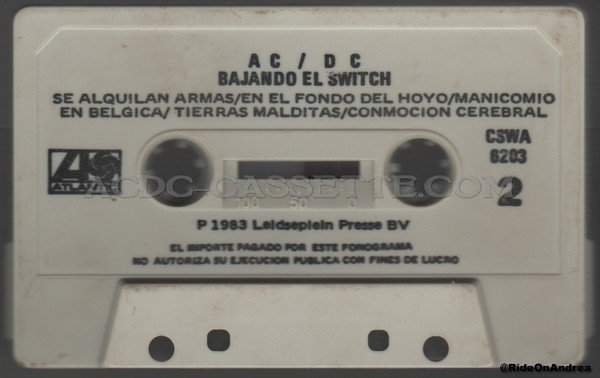 AC / DC
BAJANDO EL SWITCH
SE ALQUILAN ARMAS/EN EL FONDO DEL HOYO/MANICOMIO
EN BELGICA/ TIERRAS MALDITAS/CONMOCION CEREBRAL
CSWA
6203
ATLANTIC
2
ACDC-CASSETTE.COM
100 50 0
P 1983 Leidseplein Presse BV
EL IMPORTE PAGADO POR ESTE FONOGRAMA
NO AUTORIZA SU EJECUCION PUBLICA CON FINES DE LUCRO
@RideOnAndrea